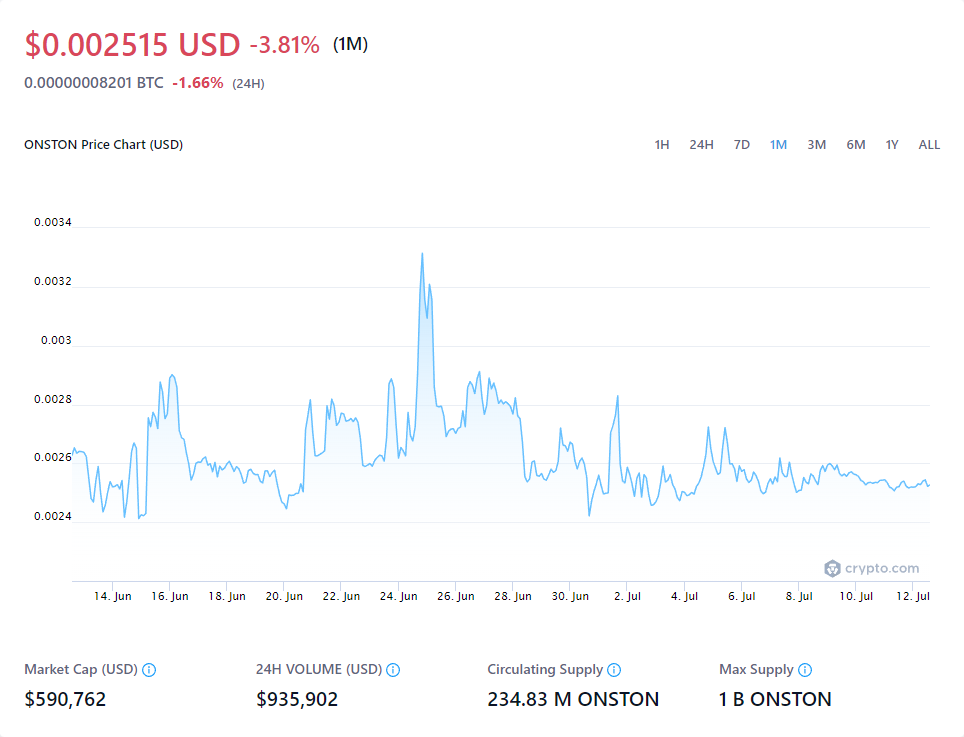 $0.002515 USD -3.81% (1M)
0.00000008201 BTC -1.66% (24H)
ONSTON Price Chart (USD) 1H 24H 7D 1M 3M 6M 1Y ALL
0.0034
0.0032
0.003
0.0028
0.0026
0.0024
crypto.com
14. Jun 16. Jun 18. Jun 20. Jun 22. Jun 24. Jun 26. Jun 28. Jun 30. Jun 2. Jul 4. Jul 6. Jul 8. Jul 10. Jul 12. Jul
Market Cap (USD) 24H VOLUME (USD) Circulating Supply Max Supply
$590,762 $935,902 234.83 M ONSTON 1 B ONSTON